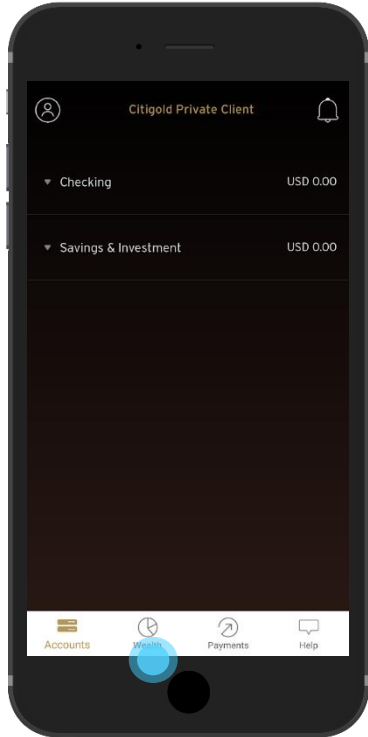 Citigold Private Client
Checking USD 0.00
Savings & Investment USD 0.00
Accounts Wealth Payments Help